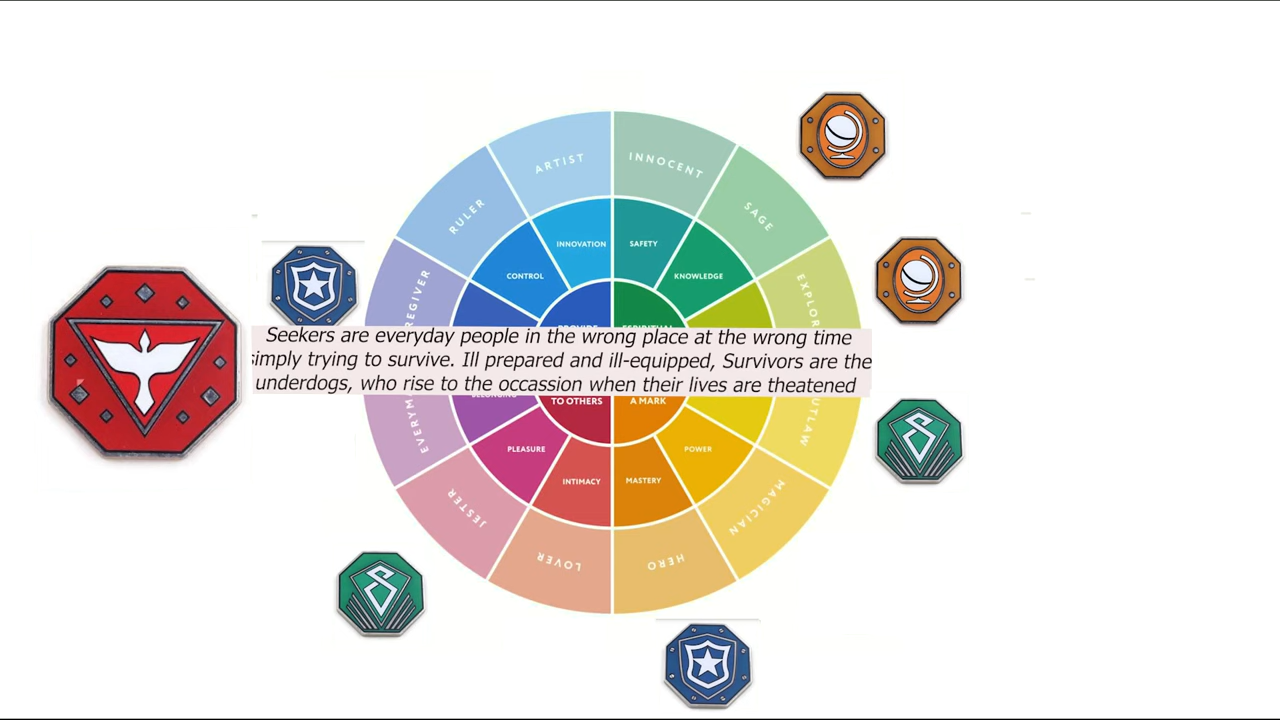 ARTIST
INNOCENT
RULER
SAGE
INNOVATION
SAFETY
CONTROL
KNOWLEDGE
Seekers are everyday people in the wrong place at the wrong time
simply trying to survive. Ill prepared and ill-equipped, Survivors are the
underdogs, who rise to the occassion when their lives are theatened
TO OTHERS
A MARK
PLEASURE
POWER
INTIMACY
MASTERY
JESTER
MAGICIAN
LOVER
HERO